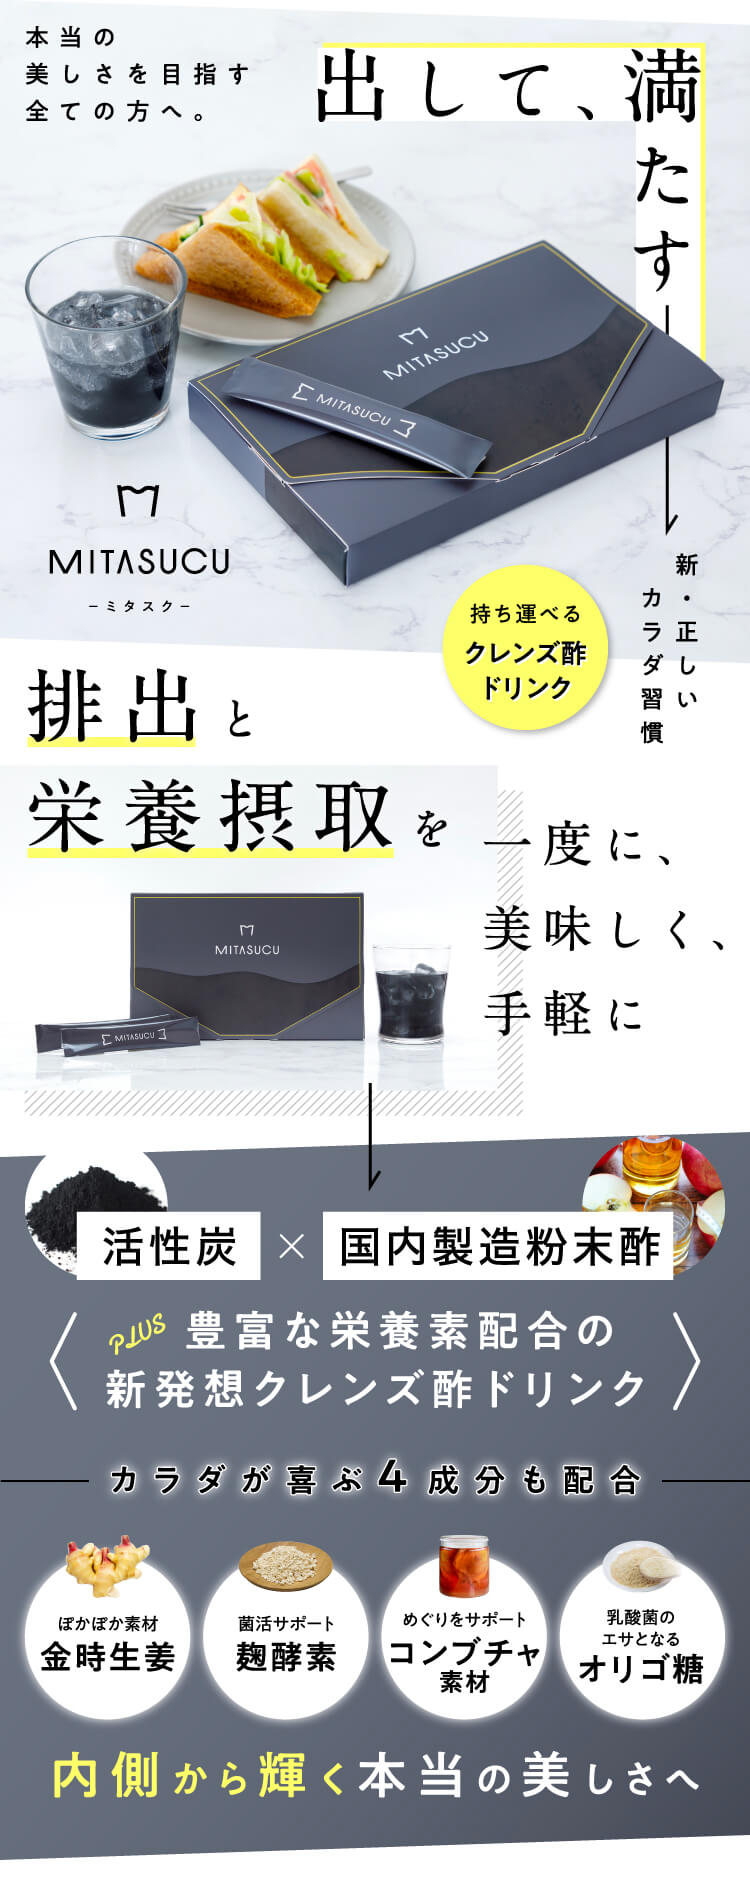 本当の
美しさを目指す
全ての方へ。
出して、満たす
MITASUCU
MITASUCU
MITASUCU
－ミタスク－
新・正しい
カラダ習慣
持ち運べる
クレンズ酢
ドリンク
排出と
栄養摂取を
一度に、
美味しく、
手軽に
MITASUCU
MITASUCU
活性炭×国内製造粉末酢
PLUS 豊富な栄養素配合の
新発想クレンズ酢ドリンク
カラダが喜ぶ4成分も配合
ぽかぽか素材
金時生姜
菌活サポート
麹酵素
めぐりをサポート
コンブチャ
素材
乳酸菌の
エサとなる
オリゴ糖
内側から輝く本当の美しさへ